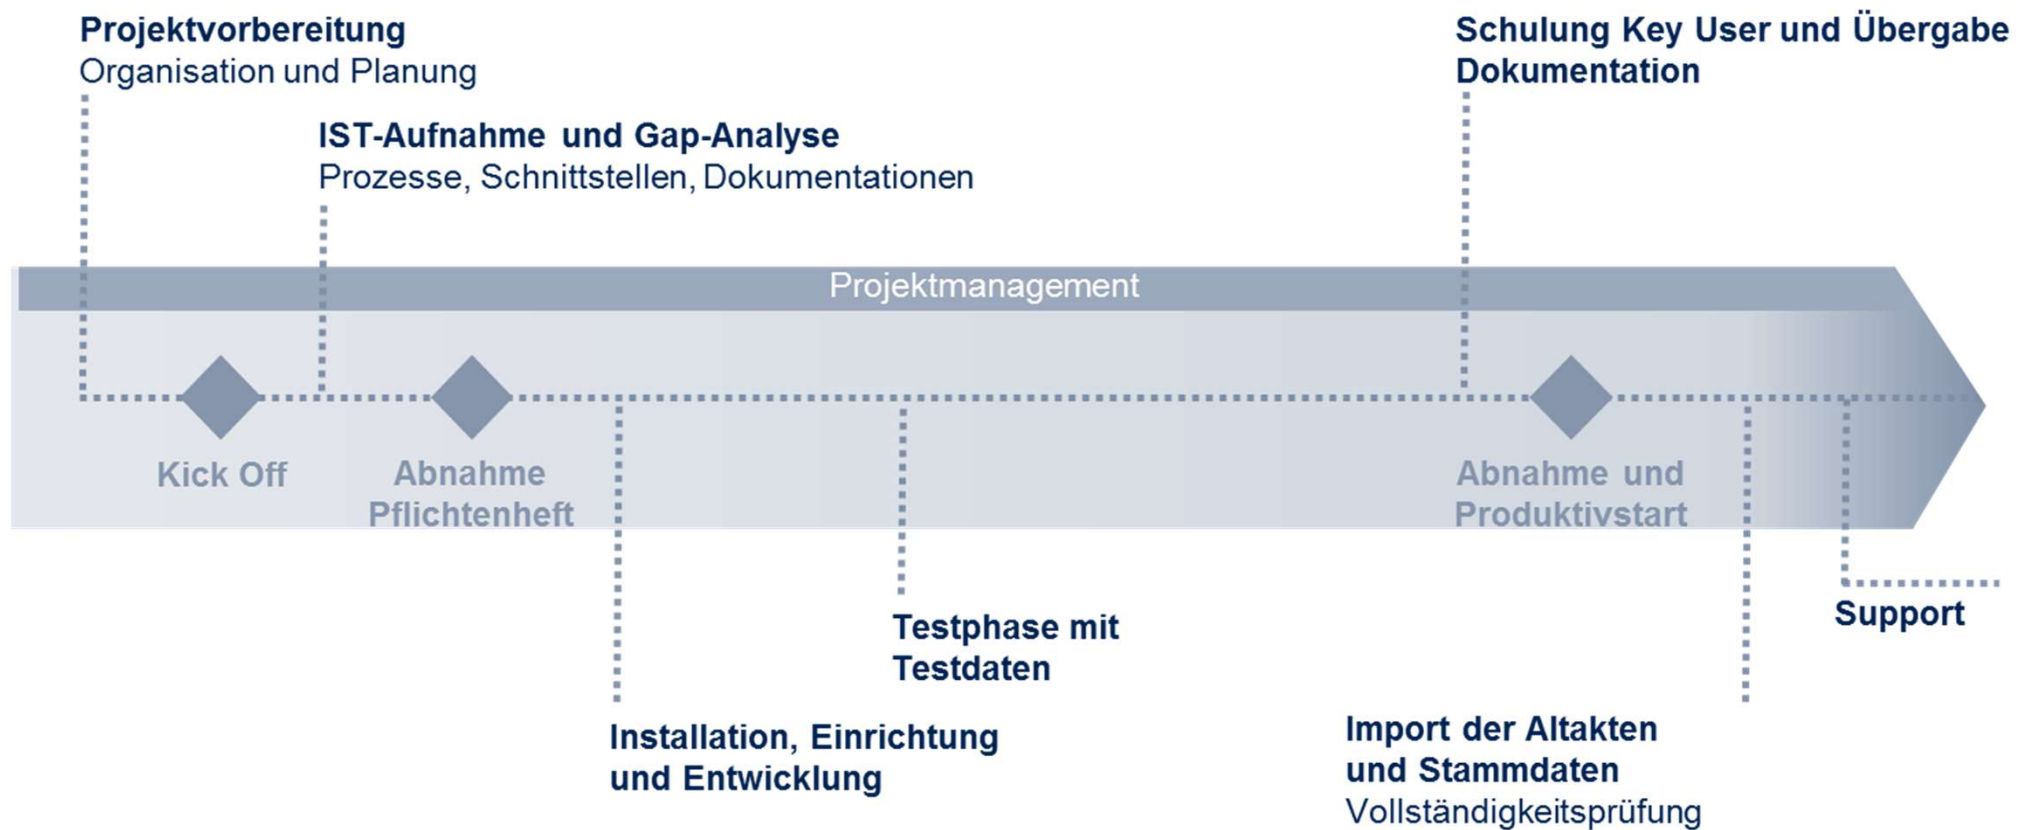 Projektvorbereitung
Organisation und Planung
Schulung Key User und Übergabe
Dokumentation
IST-Aufnahme und Gap-Analyse
Prozesse, Schnittstellen, Dokumentationen
Projektmanagement
Kick Off
Abnahme
Pflichtenheft
Abnahme und
Produktivstart
Testphase mit
Testdaten
Support
Installation, Einrichtung
und Entwicklung
Import der Altakten
und Stammdaten
Vollständigkeitsprüfung